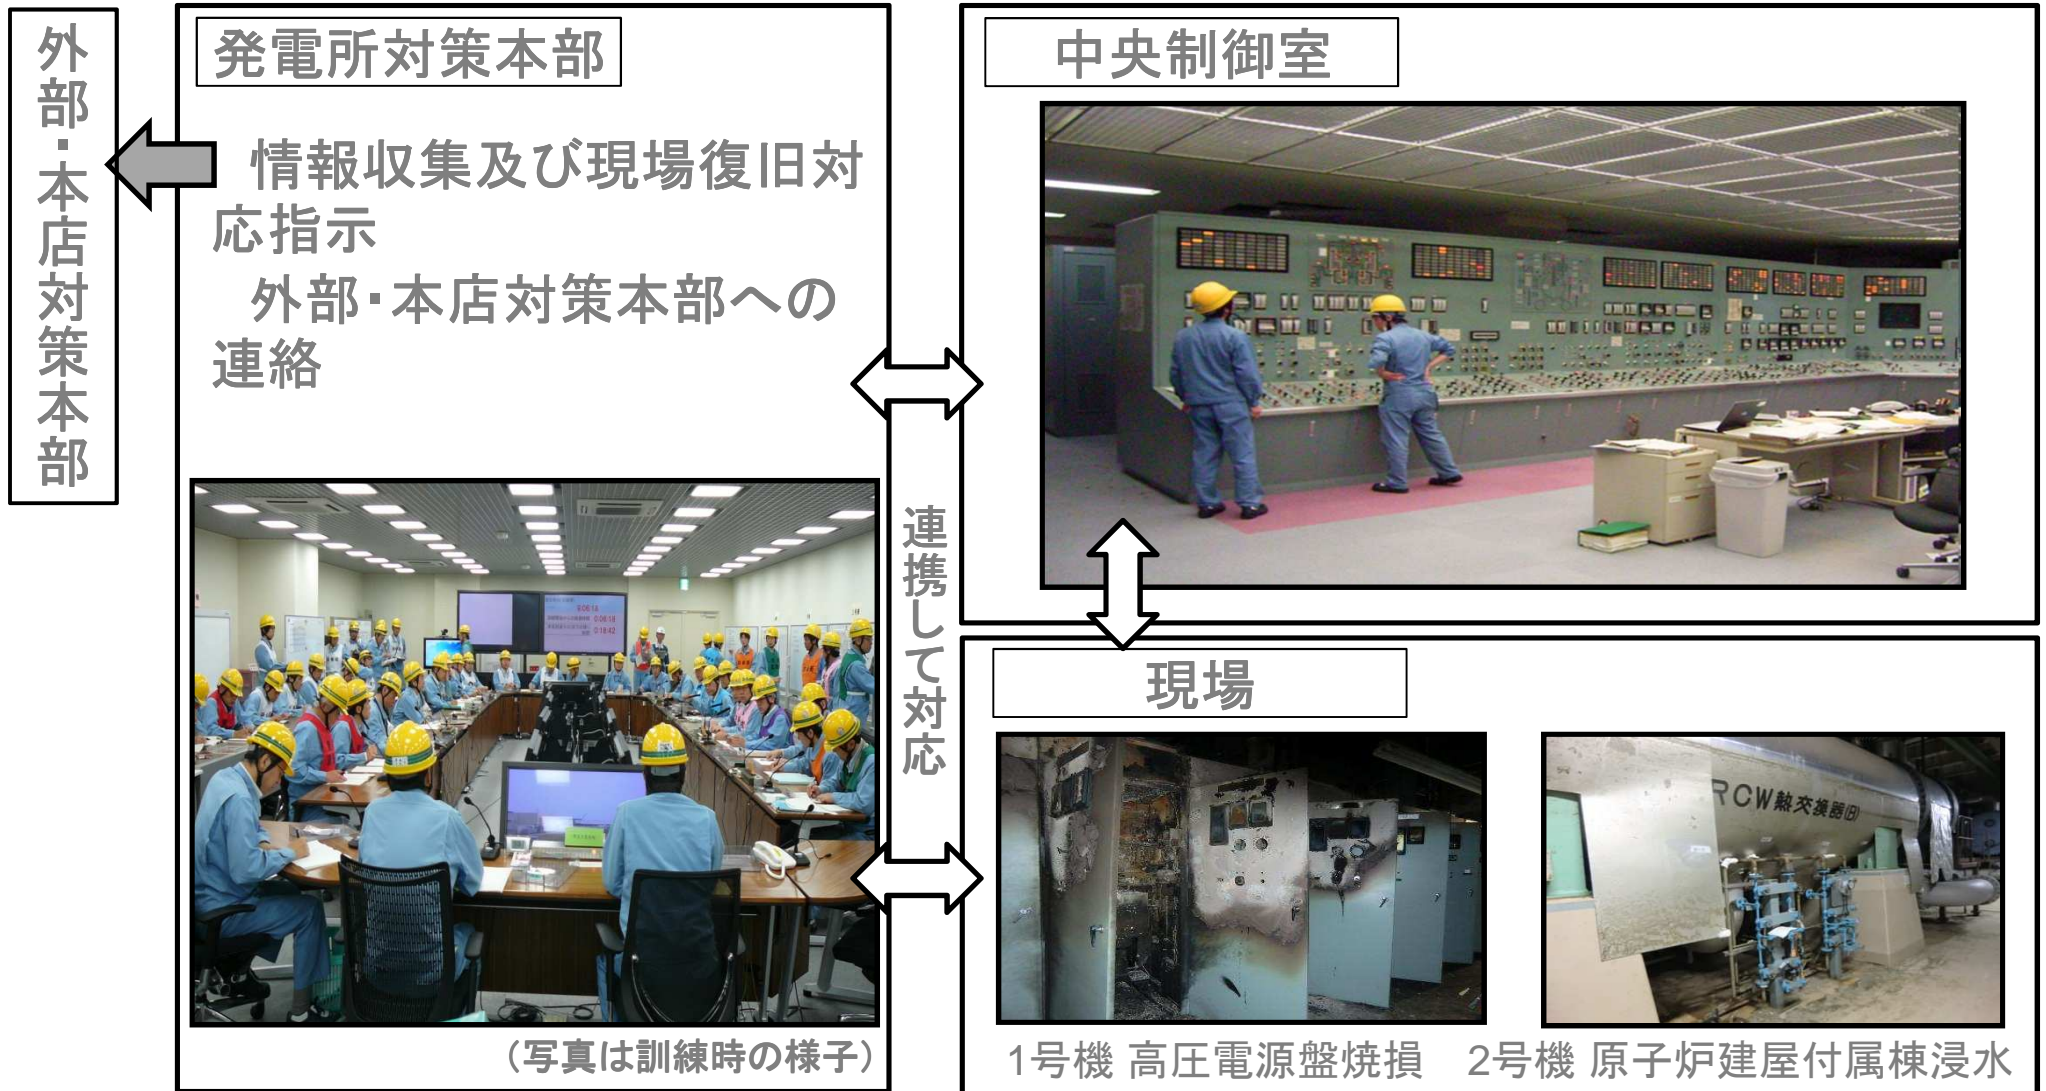 外部・本店対策本部
発電所対策本部
情報収集及び現場復旧対
応指示
外部・本店対策本部への
連絡
(写真は訓練時の様子)
連携して対応
中央制御室
現場
RCW熱交換器(B)
1号機 高圧電源盤焼損
2号機 原子炉建屋付属棟浸水